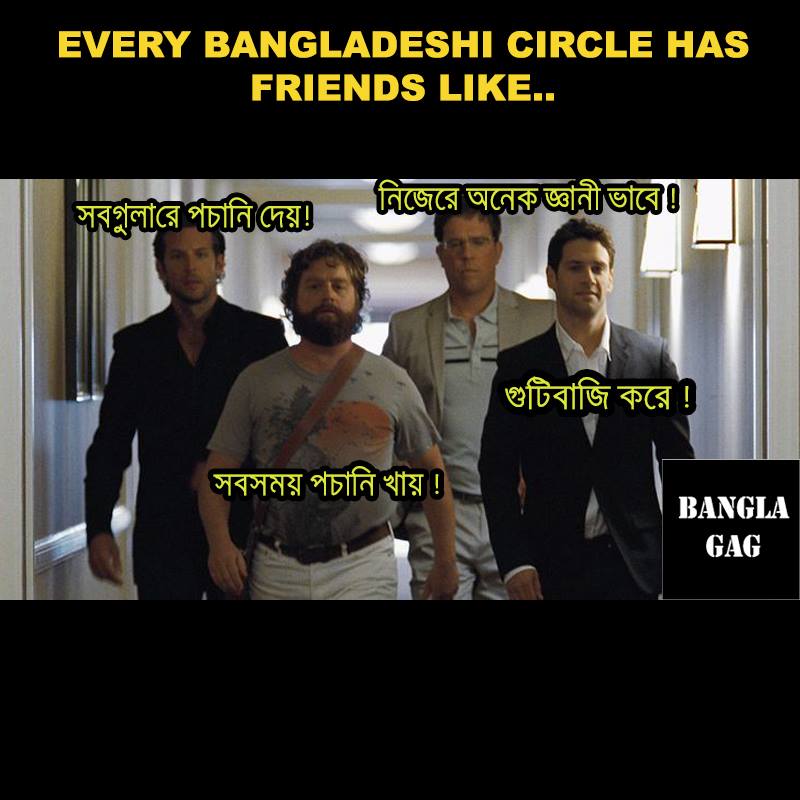 EVERY BANGLADESHI CIRCLE HAS
FRIENDS LIKE..
সবগুলারে পচানি দেয়!
নিজেরে অনেক জ্ঞানী ভাবে !
গুটিবাজি করে !
সবসময় পচানি খায় !
BANGLA
GAG